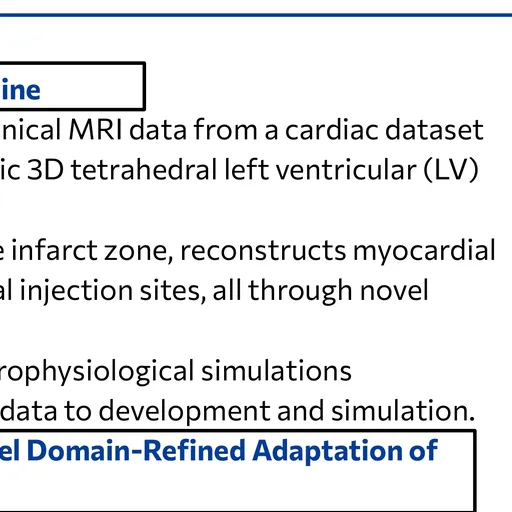 ine
nical MRI data from a cardiac dataset
ic 3D tetrahedral left ventricular (LV)
e infarct zone, reconstructs myocardial
al injection sites, all through novel
rophysiological simulations
data to development and simulation.
el Domain-Refined Adaptation of